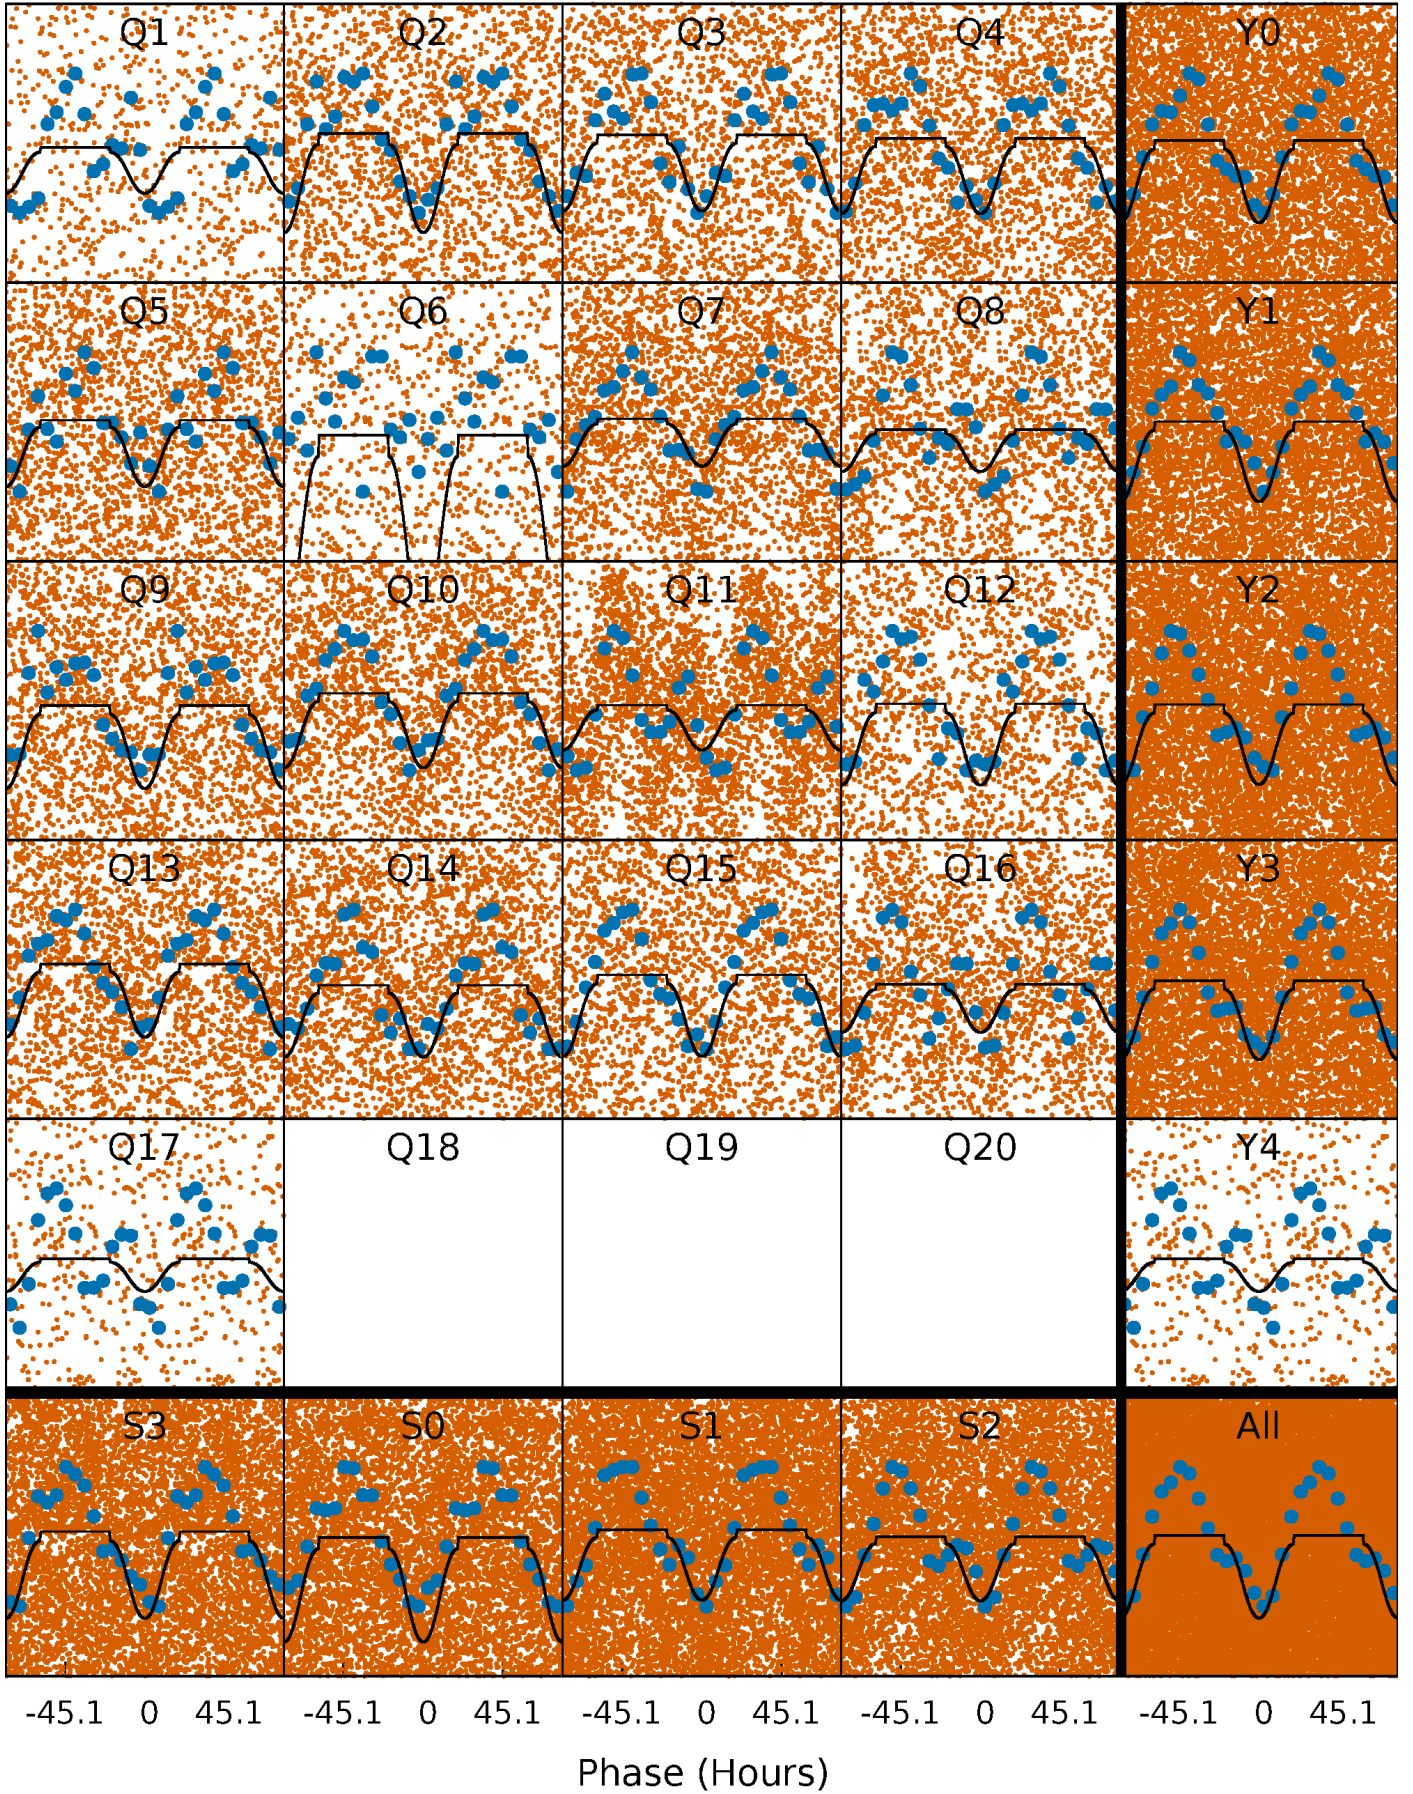 Q1 Q2 Q3 Q4 Y0
Q5 Q6 Q7 Q8 Y1
Q9 Q10 Q11 Q12 Y2
Q13 Q14 Q15 Q16 Y3
Q17 Q18 Q19 Q20 Y4
S3 S0 S1 S2 All
-45.1 0 45.1 -45.1 0 45.1 -45.1 0 45.1 -45.1 0 45.1 -45.1 0 45.1
Phase (Hours)